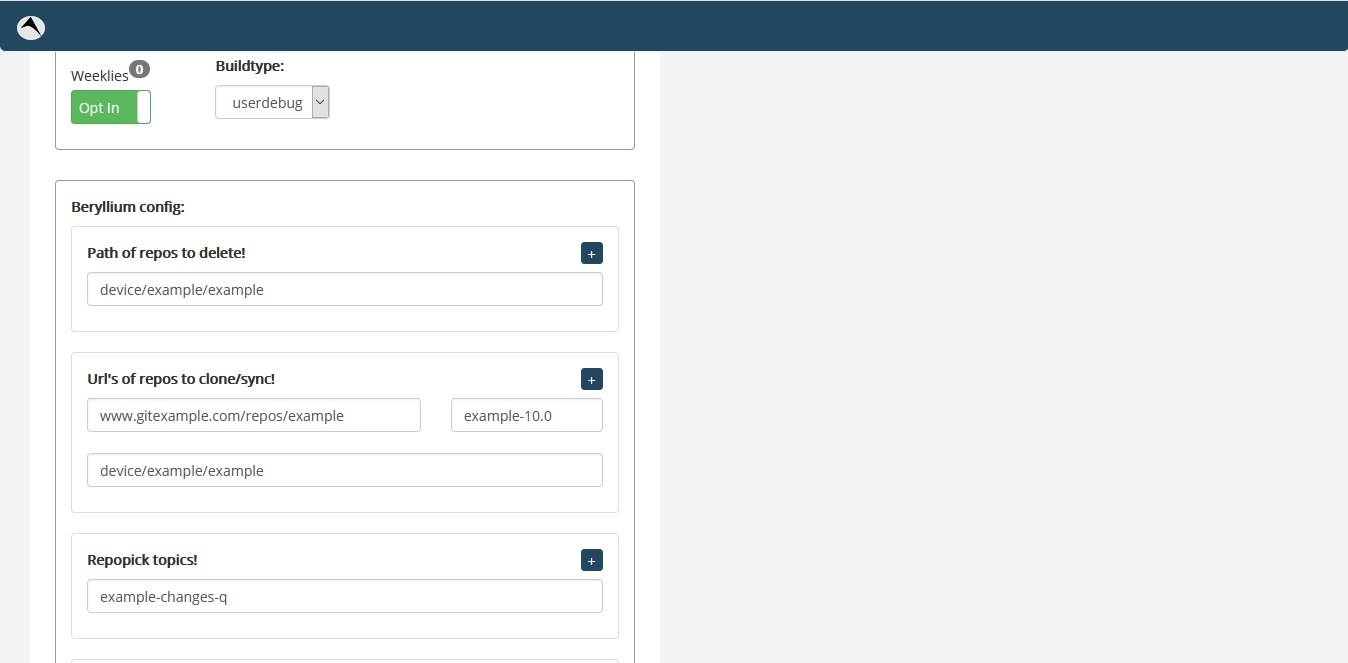 Weeklies 0
Buildtype:
Opt In
userdebug
Beryllium config:
Path of repos to delete!
+
device/example/example
Url's of repos to clone/sync!
+
www.gitexample.com/repos/example
example-10.0
device/example/example
Repopick topics!
+
example-changes-q